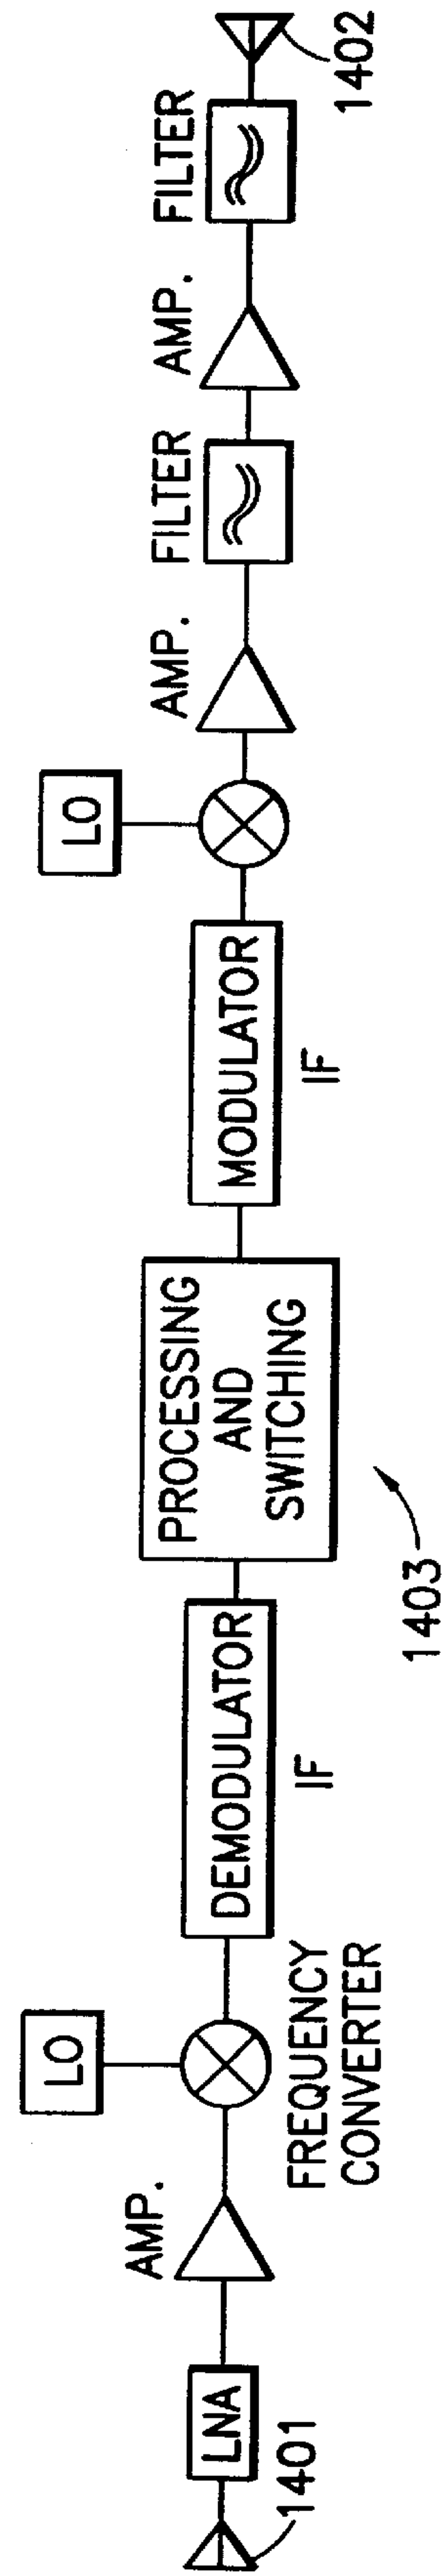 1401
LNA
AMP.
LO
FREQUENCY
CONVERTER
DEMODULATOR
IF
PROCESSING
AND
SWITCHING
1403
MODULATOR
IF
LO
AMP.
FILTER
AMP.
FILTER
1402